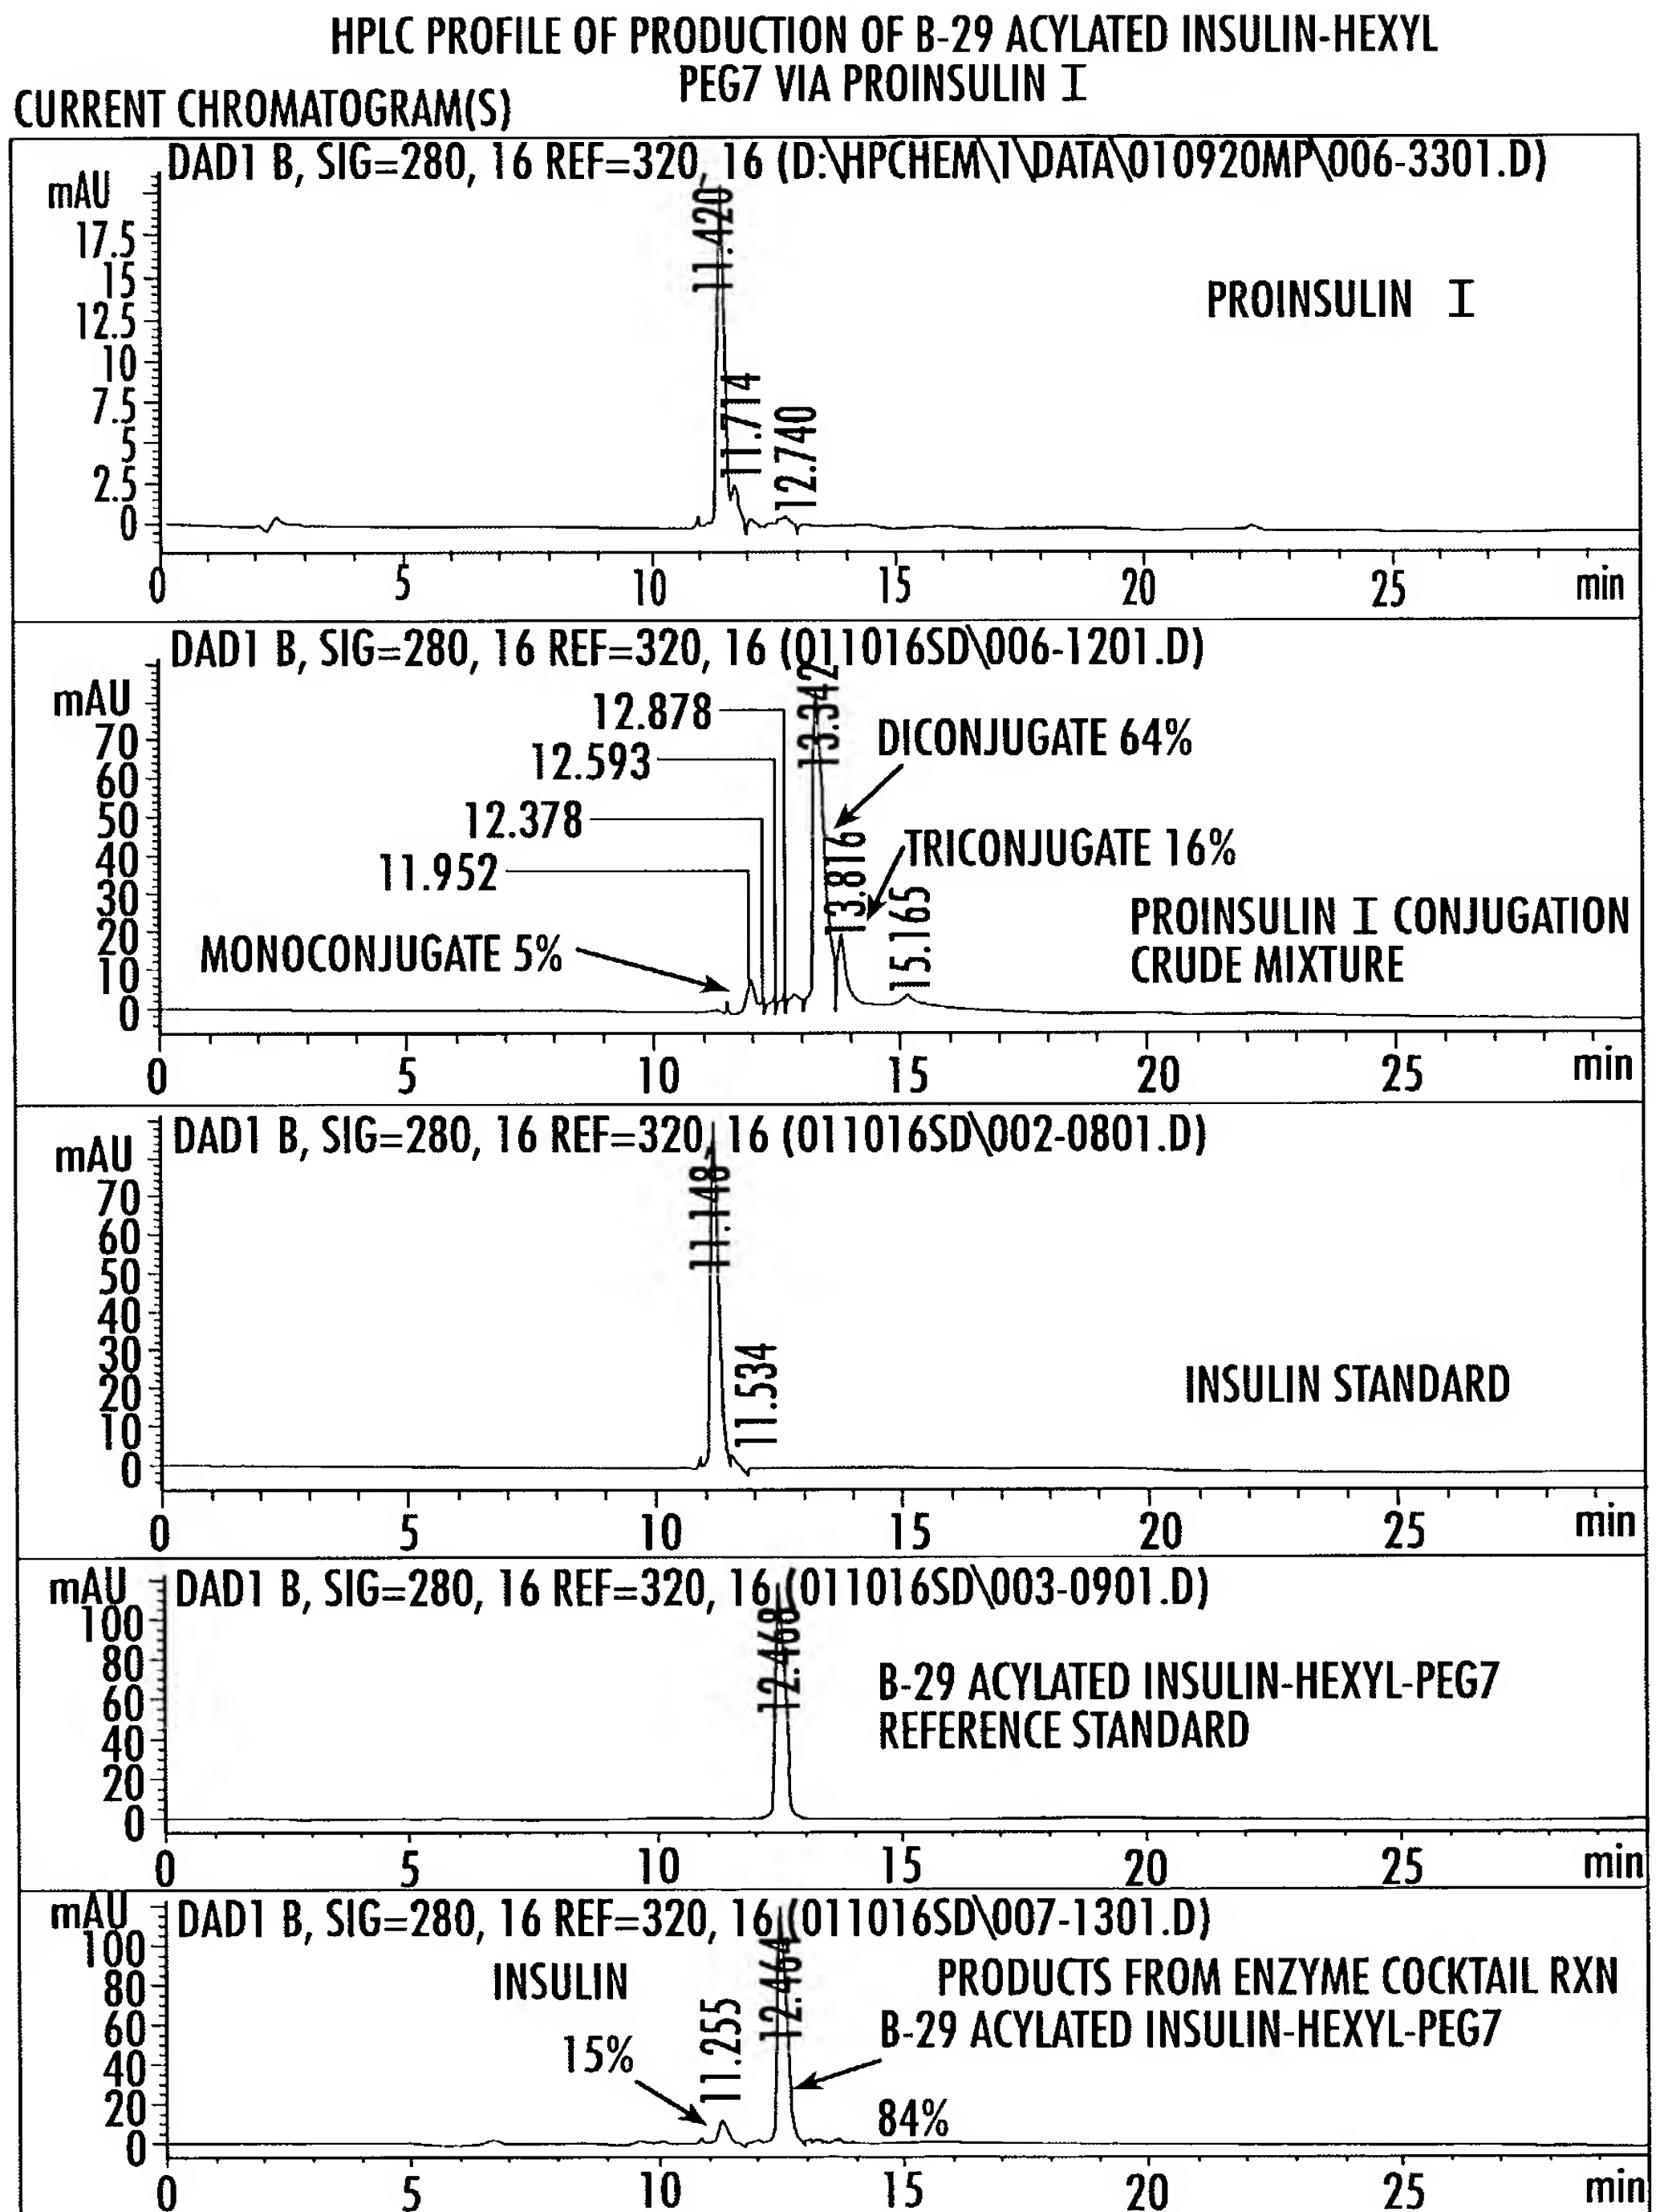 HPLC PROFILE OF PRODUCTION OF B-29 ACYLATED INSULIN-HEXYL
PEG7 VIA PROINSULIN I
CURRENT CHROMATOGRAM(S)
DAD1 B, SIG=280, 16 REF=320, 16 (D:\HPCHEM\1\DATA\010920MP\006-3301.D)
mAU
17.5
15
12.5
10
7.5
5
2.5
0
11.420
11.714
12.740
PROINSULIN I
0 5 10 15 20 25 min
DAD1 B, SIG=280, 16 REF=320, 16 (011016SD\006-1201.D)
mAU
70
60
50
40
30
20
10
0
12.878
12.593
12.378
11.952
13.342
13.816
15.165
DICONJUGATE 64%
TRICONJUGATE 16%
MONOCONJUGATE 5%
PROINSULIN I CONJUGATION
CRUDE MIXTURE
0 5 10 15 20 25 min
DAD1 B, SIG=280, 16 REF=320, 16 (011016SD\002-0801.D)
mAU
70
60
50
40
30
20
10
0
11.148
11.534
INSULIN STANDARD
0 5 10 15 20 25 min
DAD1 B, SIG=280, 16 REF=320, 16 (011016SD\003-0901.D)
mAU
100
80
60
40
20
0
12.468
B-29 ACYLATED INSULIN-HEXYL-PEG7
REFERENCE STANDARD
0 5 10 15 20 25 min
DAD1 B, SIG=280, 16 REF=320, 16 (011016SD\007-1301.D)
mAU
100
80
60
40
20
0
INSULIN
15%
11.255
12.464
PRODUCTS FROM ENZYME COCKTAIL RXN
B-29 ACYLATED INSULIN-HEXYL-PEG7
84%
0 5 10 15 20 25 min